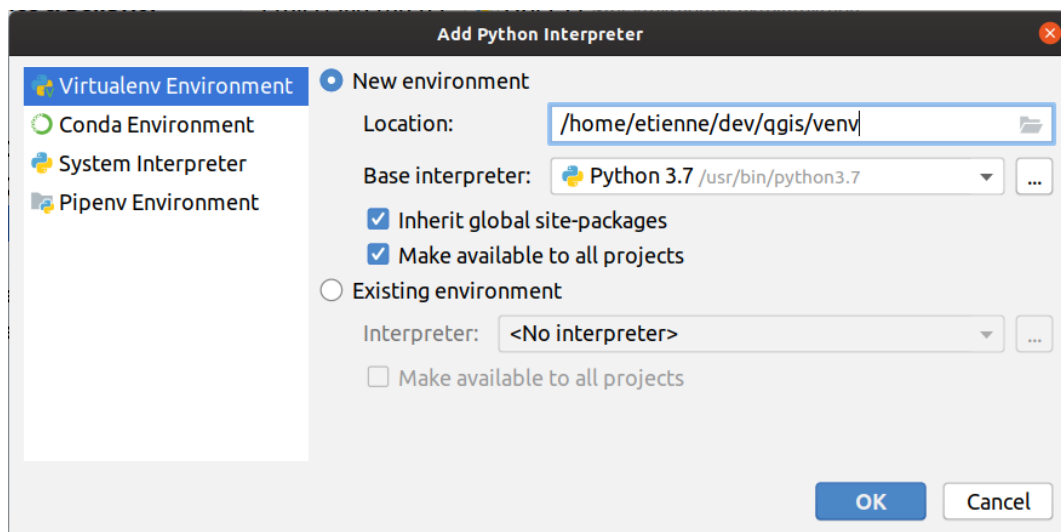 Add Python Interpreter
Virtualenv Environment
Conda Environment
System Interpreter
Pipenv Environment
New environment
Location: /home/etienne/dev/qgis/venv
Base interpreter: Python 3.7 /usr/bin/python3.7 ...
Inherit global site-packages
Make available to all projects
Existing environment
Interpreter: <No interpreter> ...
Make available to all projects
OK Cancel